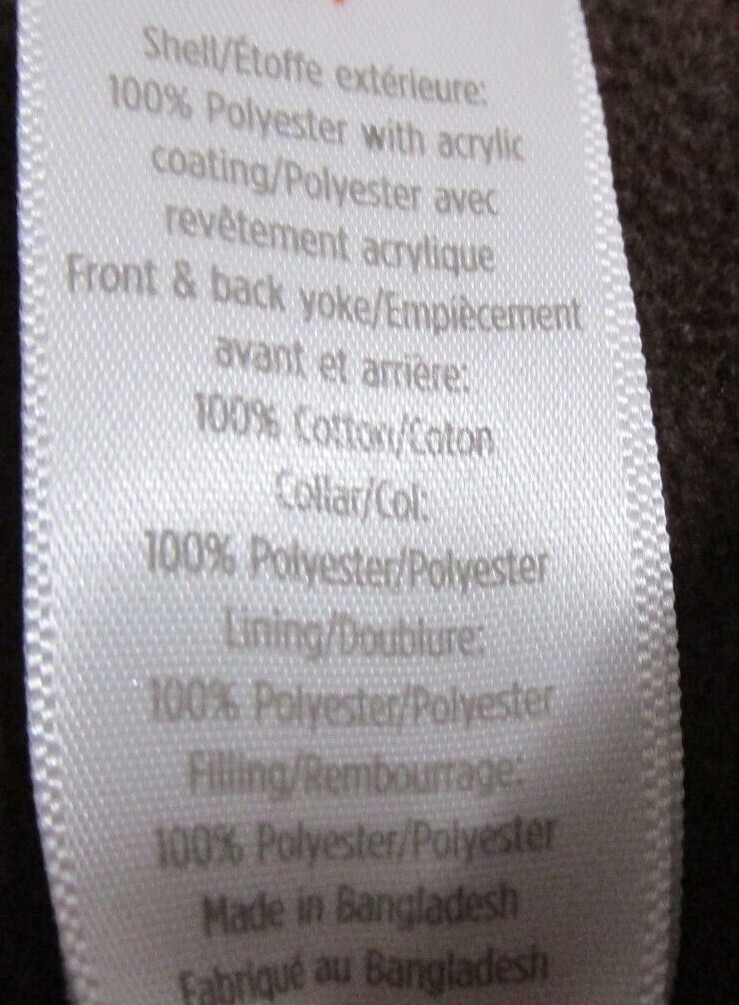 Shell/Étoffe extérieure:
100% Polyester with acrylic
coating/Polyester avec
revêtement acrylique
Front & back yoke/Empiècement
avant et arrière:
100% Cotton/Coton
Collar/Col:
100% Polyester/Polyester
Lining/Doublure:
100% Polyester/Polyester
Filling/Rembourrage:
100% Polyester/Polyester
Made in Bangladesh
Fabriqué au Bangladesh